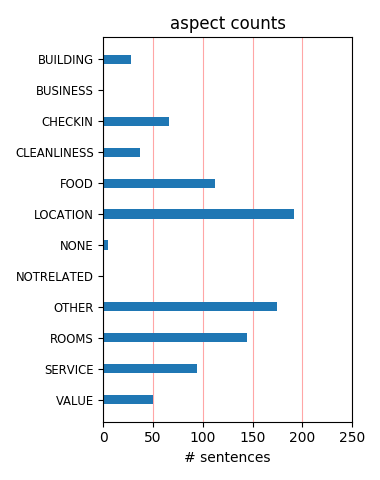 aspect counts
BUILDING
BUSINESS
CHECKIN
CLEANLINESS
FOOD
LOCATION
NONE
NOTRELATED
OTHER
ROOMS
SERVICE
VALUE
0 50 100 150 200 250
# sentences